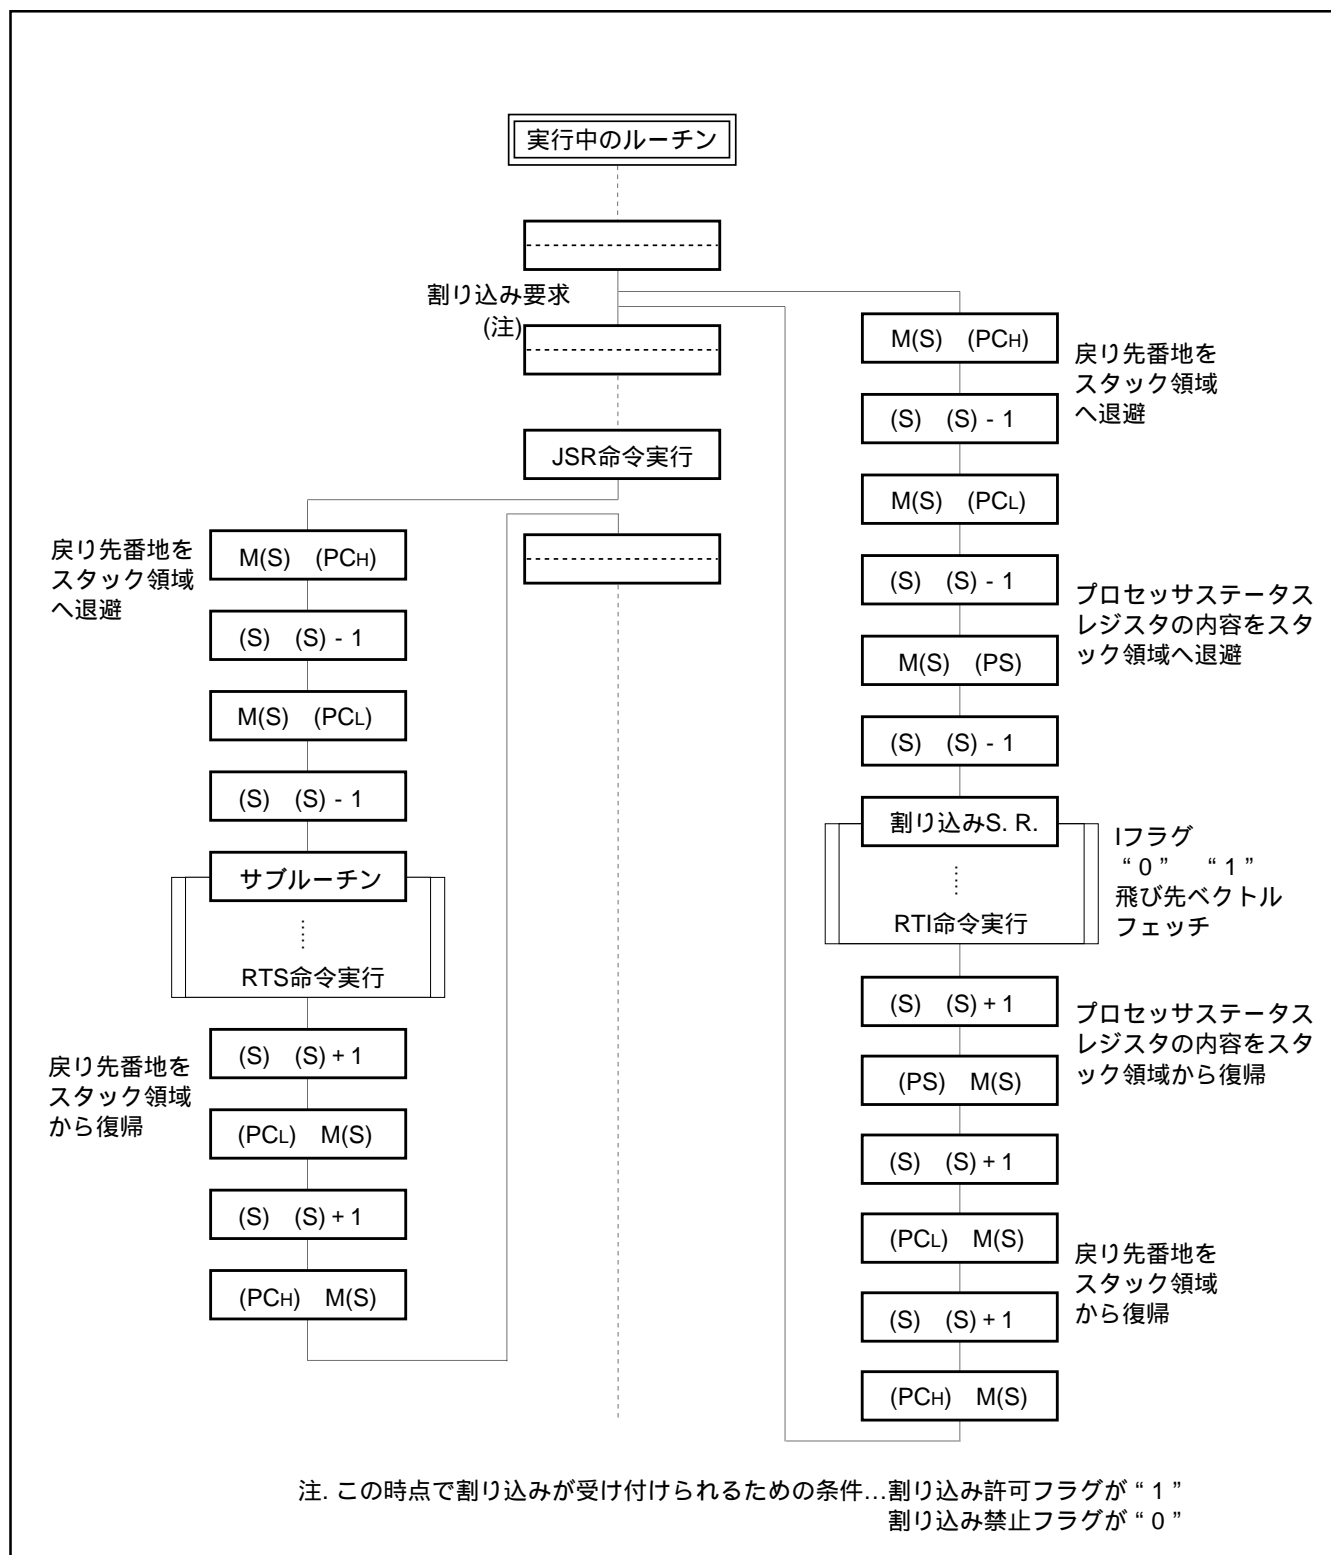 実行中のルーチン
割り込み要求
(注)
JSR命令実行
戻り先番地を
スタック領域
へ退避
M(S) (PCH)
(S) (S) - 1
M(S) (PCL)
(S) (S) - 1
サブルーチン
RTS命令実行
戻り先番地を
スタック領域
から復帰
(S) (S) + 1
(PCL) M(S)
(S) (S) + 1
(PCH) M(S)
M(S) (PCH)
戻り先番地を
スタック領域
へ退避
(S) (S) - 1
M(S) (PCL)
(S) (S) - 1
プロセッサステータス
レジスタの内容をスタ
ック領域へ退避
M(S) (PS)
(S) (S) - 1
割り込みS. R.
RTI命令実行
Iフラグ
“ 0 ” “ 1 ”
飛び先ベクトル
フェッチ
(S) (S) + 1
プロセッサステータス
レジスタの内容をスタ
ック領域から復帰
(PS) M(S)
(S) (S) + 1
(PCL) M(S)
戻り先番地を
スタック領域
から復帰
(S) (S) + 1
(PCH) M(S)
注. この時点で割り込みが受け付けられるための条件…割り込み許可フラグが “ 1 ”
割り込み禁止フラグが “ 0 ”